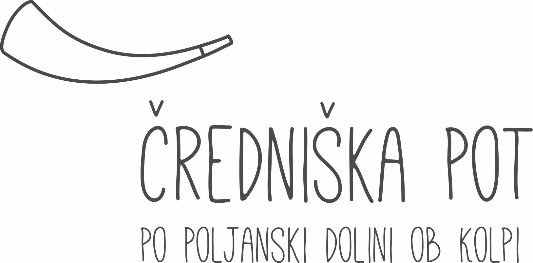 ČREDNIŠKA POT
PO POLJANSKI DOLINI OB KOLPI